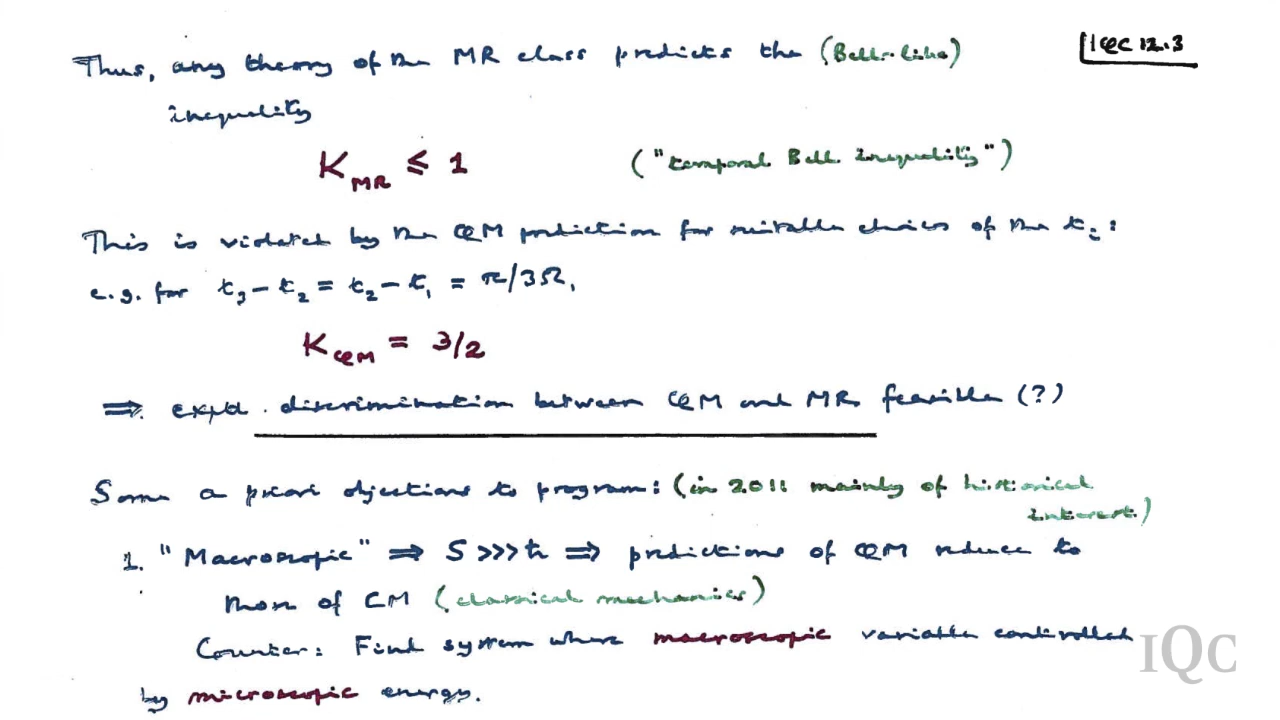 IQC 12.3
Thus, any theory of the MR class predicts the (Bell-like)
inequality
K_MR ≤ 1 ("temporal Bell inequality")
This is violated by the QM prediction for suitable choices of the t_i:
e.g. for t_3 - t_2 = t_2 - t_1 = π/3Ω,
K_QM = 3/2
⇒ exptl. discrimination between QM and MR feasible (?)
Some a priori objections to program: (in 2011 mainly of historical
interest.)
1. "Macroscopic" ⇒ S >>> ℏ ⇒ predictions of QM reduce to
those of CM (classical mechanics)
Counter: Find system where macroscopic variable controlled
by microscopic energy.
IQC